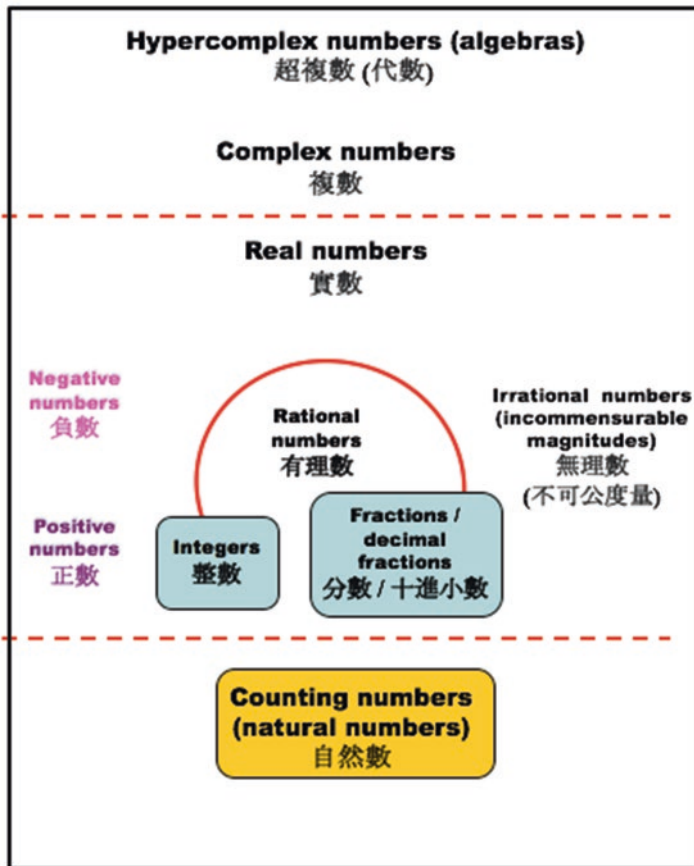 Hypercomplex numbers (algebras)
超複數 (代數)
Complex numbers
複數
Real numbers
實數
Negative
numbers
負數
Rational
numbers
有理數
Irrational numbers
(incommensurable
magnitudes)
無理數
(不可公度量)
Positive
numbers
正數
Integers
整數
Fractions /
decimal
fractions
分數 / 十進小數
Counting numbers
(natural numbers)
自然數